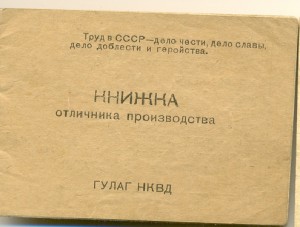 Труд в СССР—дело чести, дело славы,
дело доблести и геройства.
КНИЖКА
отличника производства
ГУЛАГ НКВД